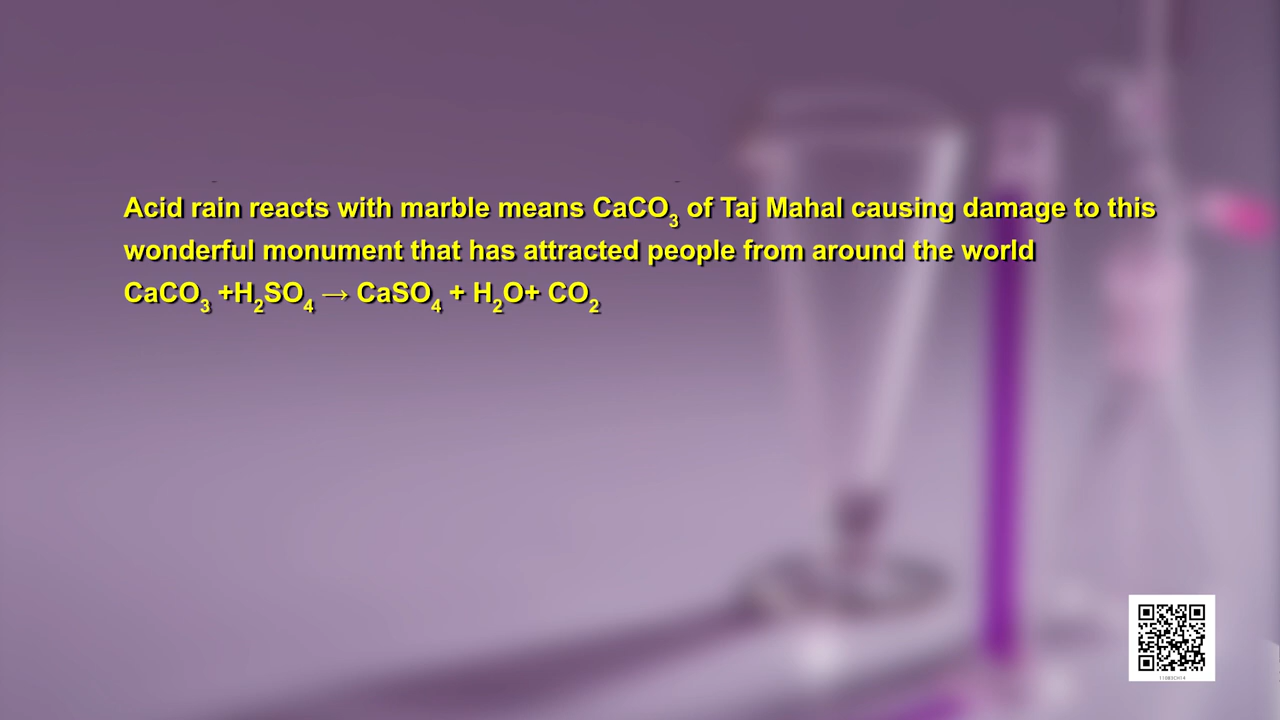 Acid rain reacts with marble means CaCO₃ of Taj Mahal causing damage to this
wonderful monument that has attracted people from around the world
CaCO₃ +H₂SO₄ → CaSO₄ + H₂O+ CO₂